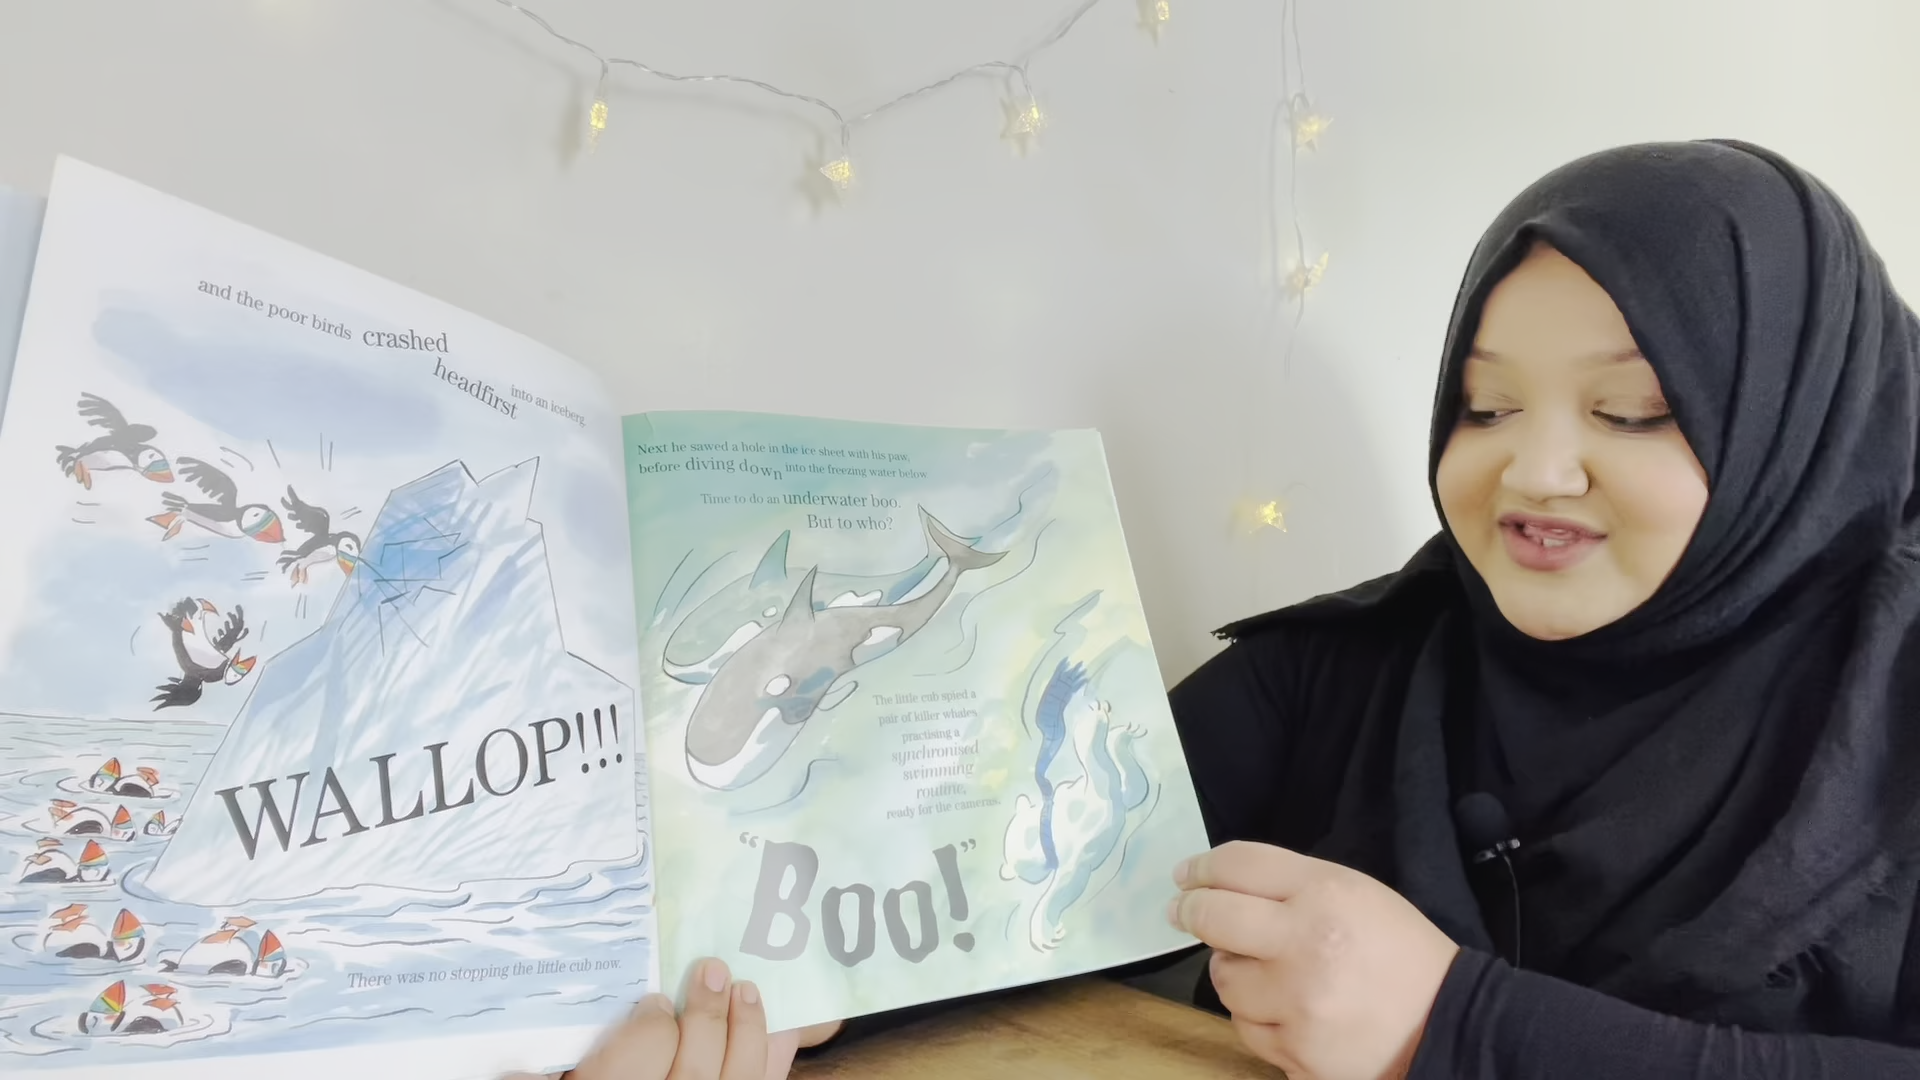 and the poor birds crashed
headfirst into an iceberg.
WALLOP!!!
There was no stopping the little cub now.
Next he sawed a hole in the ice sheet with his paw,
before diving down into the freezing water below
Time to do an underwater boo.
But to who?
The little cub spied a
pair of killer whales
practising a
synchronised
swimming
routine,
ready for the cameras.
"Boo!"